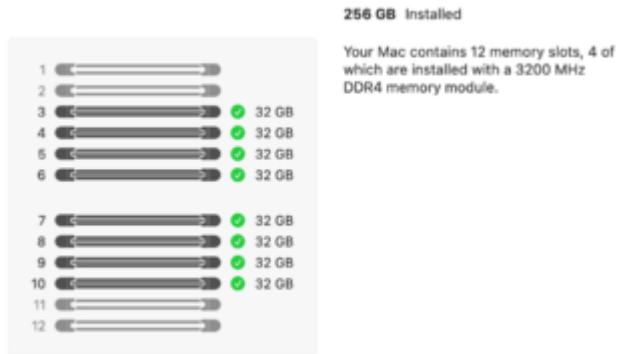 256 GB Installed
Your Mac contains 12 memory slots, 4 of
which are installed with a 3200 MHz
DDR4 memory module.
1
2
3 32 GB
4 32 GB
5 32 GB
6 32 GB
7 32 GB
8 32 GB
9 32 GB
10 32 GB
11
12